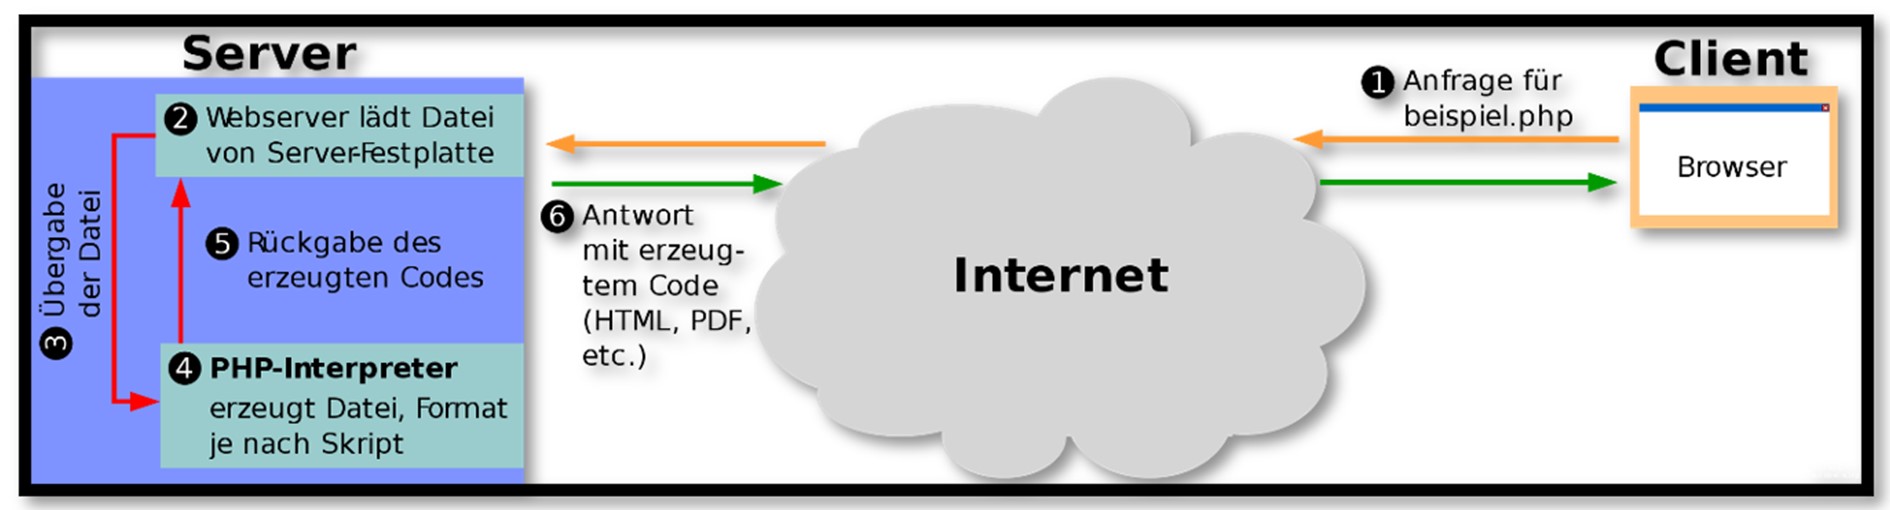 Server
Client
❶ Anfrage für
beispiel.php
Browser
❷ Webserver lädt Datei
von Server-Festplatte
❸ Übergabe
der Datei
❹ PHP-Interpreter
erzeugt Datei, Format
je nach Skript
❺ Rückgabe des
erzeugten Codes
❻ Antwort
mit erzeug-
tem Code
(HTML, PDF,
etc.)
Internet